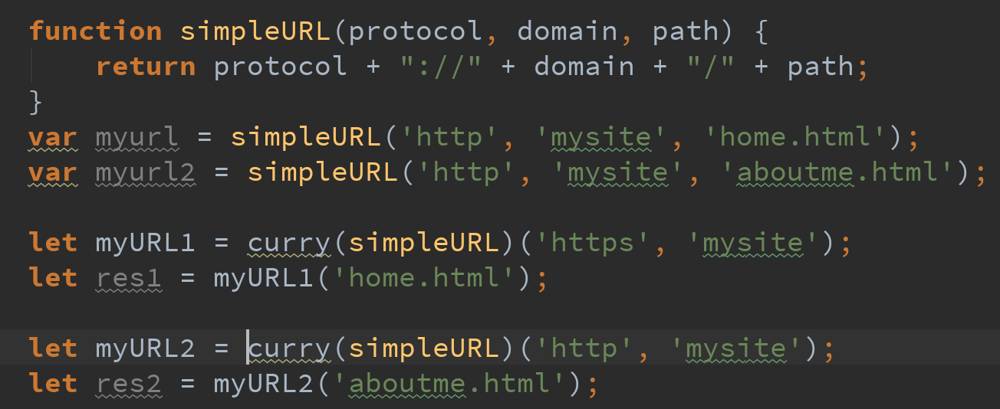 function simpleURL(protocol, domain, path) {
    return protocol + "://" + domain + "/" + path;
}
var myurl = simpleURL('http', 'mysite', 'home.html');
var myurl2 = simpleURL('http', 'mysite', 'aboutme.html');

let myURL1 = curry(simpleURL)('https', 'mysite');
let res1 = myURL1('home.html');

let myURL2 = curry(simpleURL)('http', 'mysite');
let res2 = myURL2('aboutme.html');